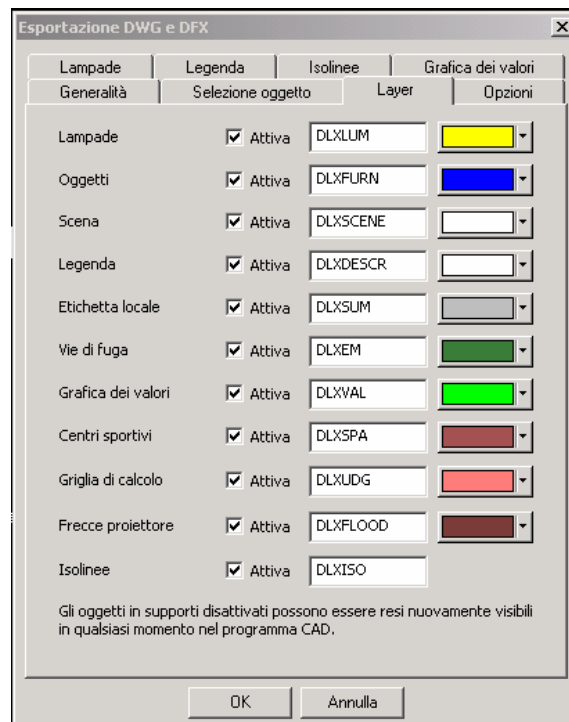 Esportazione DWG e DFX
Lampade Legenda Isolinee Grafica dei valori
Generalità Selezione oggetto Layer Opzioni
Lampade Attiva DLXLUM
Oggetti Attiva DLXFURN
Scena Attiva DLXSCENE
Legenda Attiva DLXDESCR
Etichetta locale Attiva DLXSUM
Vie di fuga Attiva DLXEM
Grafica dei valori Attiva DLXVAL
Centri sportivi Attiva DLXSPA
Griglia di calcolo Attiva DLXUDG
Frecce proiettore Attiva DLXFLOOD
Isolinee Attiva DLXISO
Gli oggetti in supporti disattivati possono essere resi nuovamente visibili
in qualsiasi momento nel programma CAD.
OK Annulla